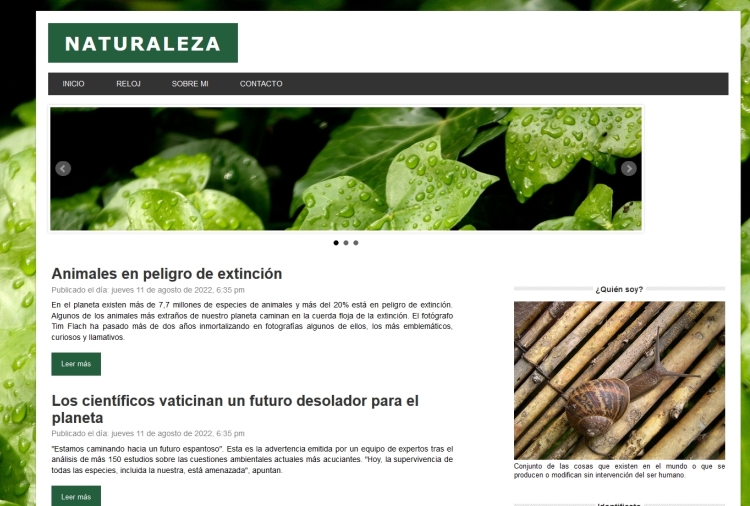 NATURALEZA
INICIO RELOJ SOBRE MI CONTACTO
Animales en peligro de extinción
Publicado el día: jueves 11 de agosto de 2022, 6:35 pm
En el planeta existen más de 7,7 millones de especies de animales y más del 20% está en peligro de extinción.
Algunos de los animales más extraños de nuestro planeta caminan en la cuerda floja de la extinción. El fotógrafo
Tim Flach ha pasado más de dos años inmortalizando en fotografías algunos de ellos, los más emblemáticos,
curiosos y llamativos.
Leer más
Los científicos vaticinan un futuro desolador para el
planeta
Publicado el día: jueves 11 de agosto de 2022, 6:35 pm
"Estamos caminando hacia un futuro espantoso". Esta es la advertencia emitida por un equipo de expertos tras el
análisis de más 150 estudios sobre las cuestiones ambientales actuales más acuciantes. "Hoy, la supervivencia de
todas las especies, incluida la nuestra, está amenazada", apuntan.
Leer más
¿Quién soy?
Conjunto de las cosas que existen en el mundo o que se
producen o modifican sin intervención del ser humano.